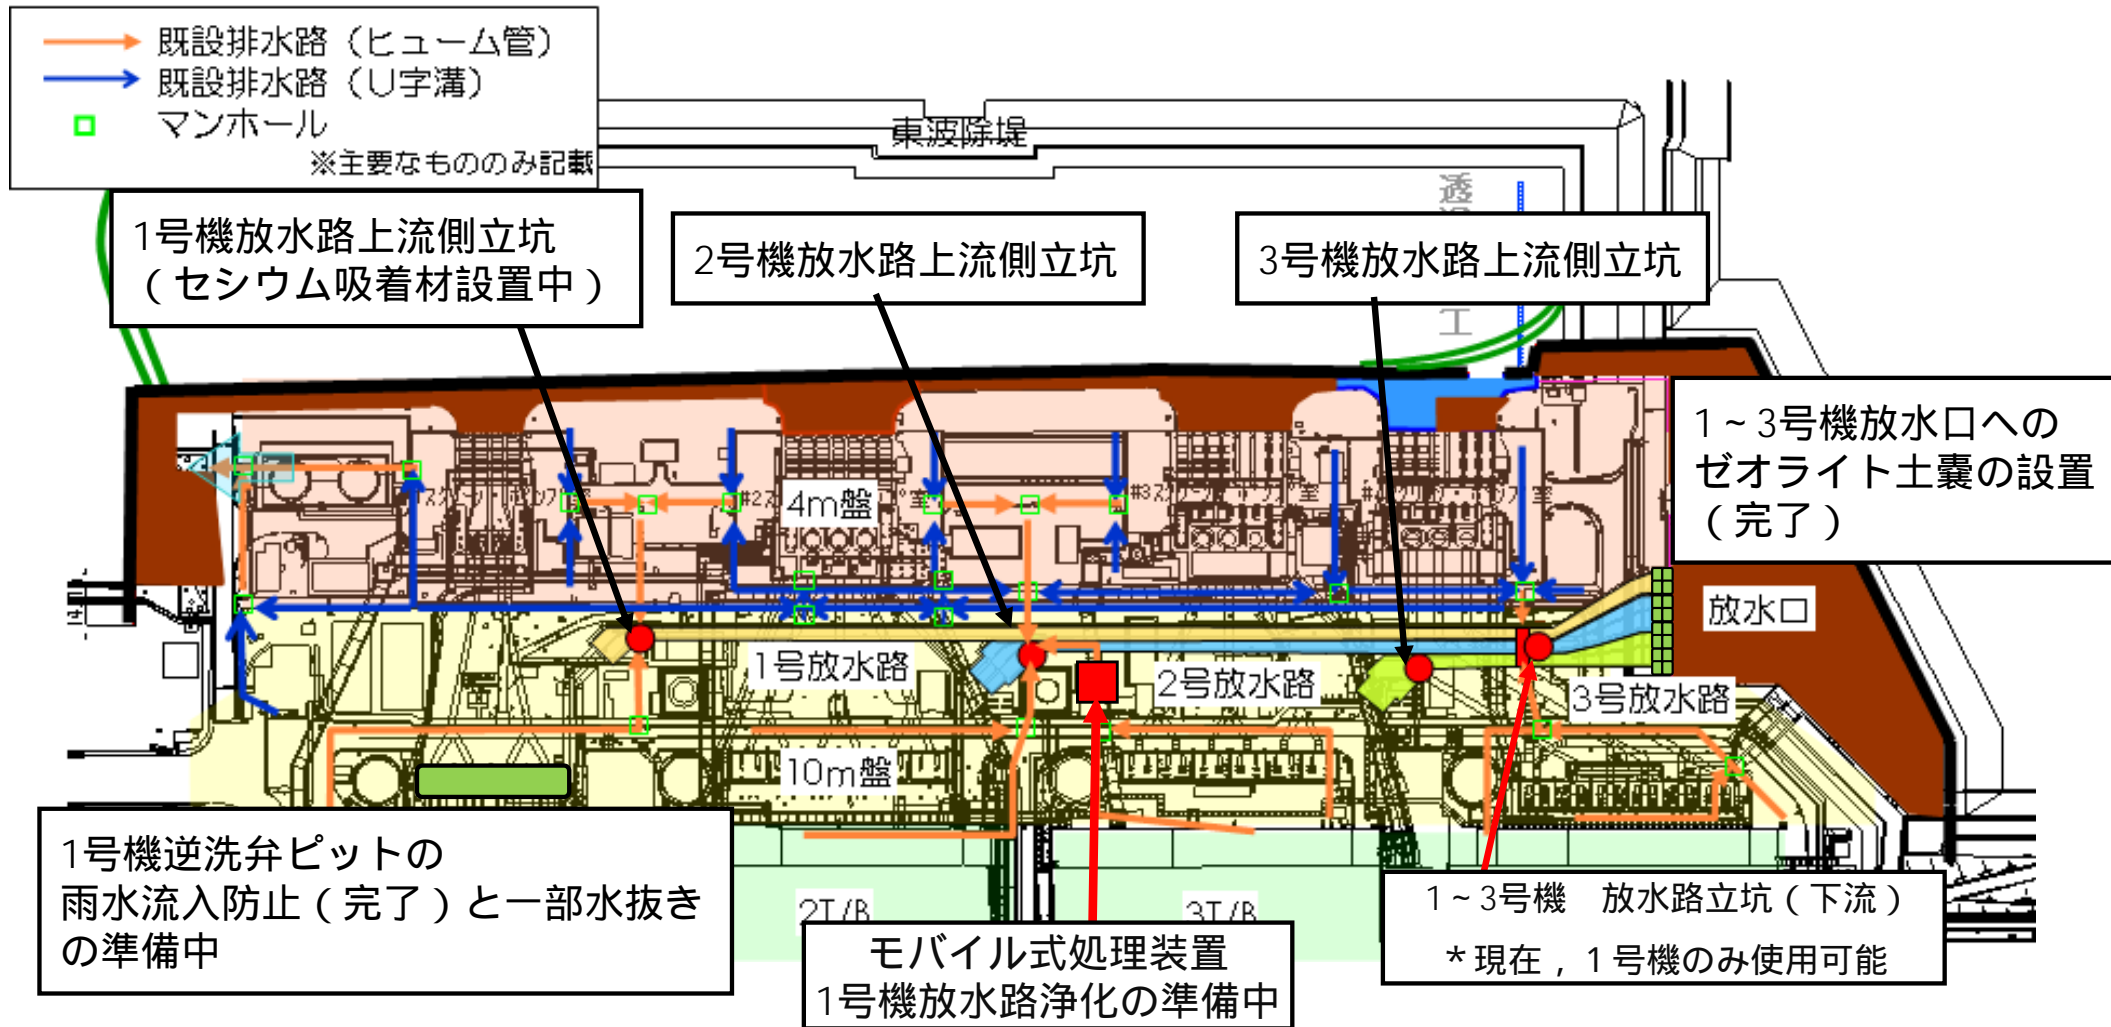 既設排水路（ヒューム管）
既設排水路（U字溝）
マンホール
※主要なもののみ記載
東波除堤
透
工
1号機放水路上流側立坑
（セシウム吸着材設置中）
2号機放水路上流側立坑
3号機放水路上流側立坑
1~3号機放水口への
ゼオライト土嚢の設置
（完了）
4m盤
放水口
1号放水路
2号放水路
3号放水路
10m盤
1号機逆洗弁ピットの
雨水流入防止（完了）と一部水抜き
の準備中
2T/B
3T/B
モバイル式処理装置
1号機放水路浄化の準備中
1~3号機　放水路立坑（下流）
*現在，1号機のみ使用可能